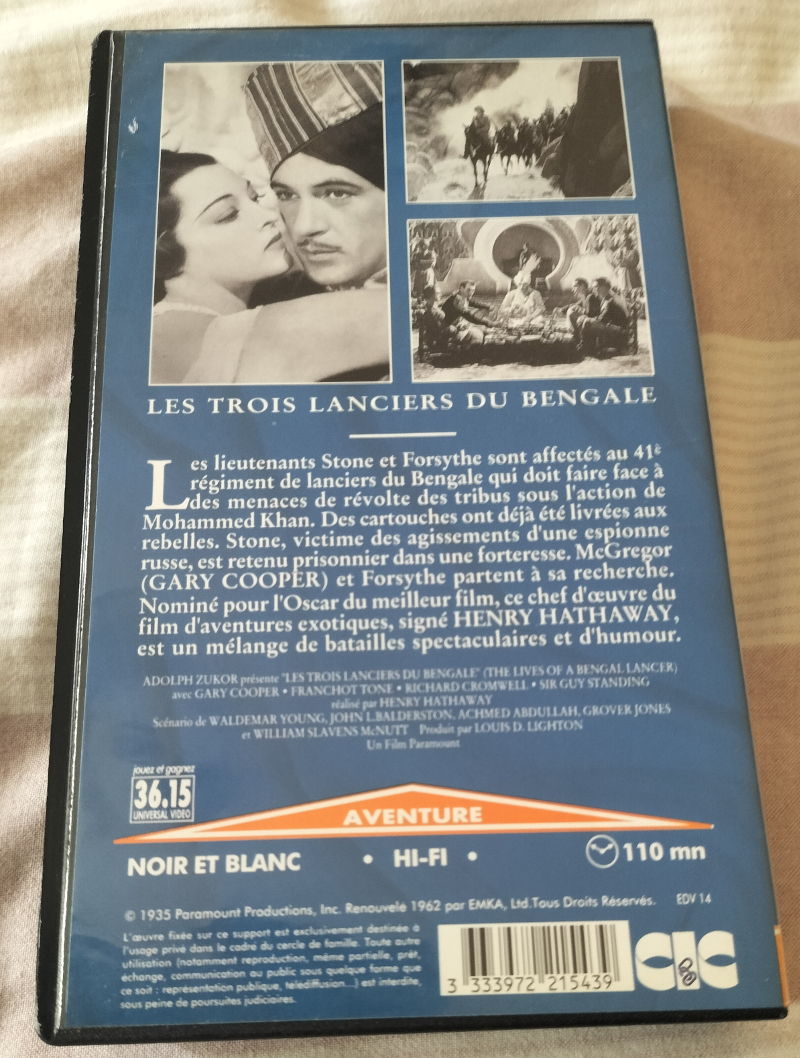 LES TROIS LANCIERS DU BENGALE
Les lieutenants Stone et Forsythe sont affectés au 41è
régiment de lanciers du Bengale qui doit faire face à
des menaces de révolte des tribus sous l'action de
Mohammed Khan. Des cartouches ont déjà été livrées aux
rebelles. Stone, victime des agissements d'une espionne
russe, est retenu prisonnier dans une forteresse. McGregor
(GARY COOPER) et Forsythe partent à sa recherche.
Nominé pour l'Oscar du meilleur film, ce chef d'œuvre du
film d'aventures exotiques, signé HENRY HATHAWAY,
est un mélange de batailles spectaculaires et d'humour.
ADOLPH ZUKOR présente "LES TROIS LANCIERS DU BENGALE" (THE LIVES OF A BENGAL LANCER)
avec GARY COOPER • FRANCHOT TONE • RICHARD CROMWELL • SIR GUY STANDING
réalisé par HENRY HATHAWAY
Scénario de WALDEMAR YOUNG, JOHN L.BALDERSTON, ACHMED ABDULLAH, GROVER JONES
et WILLIAM SLAVENS McNUTT Produit par LOUIS D. LIGHTON
Un Film Paramount
jouez et gagnez
36.15
UNIVERSAL VIDEO
AVENTURE
NOIR ET BLANC • HI-FI • 110 mn
© 1935 Paramount Productions, Inc. Renouvelé 1962 par EMKA, Ltd.Tous Droits Réservés. EDV 14
L'œuvre fixée sur ce support est exclusivement destinée à
l'usage privé dans le cadre du cercle de famille. Toute autre
utilisation (notamment reproduction, même partielle, prêt,
échange, communication au public sous quelque forme que
ce soit : représentation publique, télédiffusion...) est interdite,
sous peine de poursuites judiciaires.
3 333972 215439
CIC